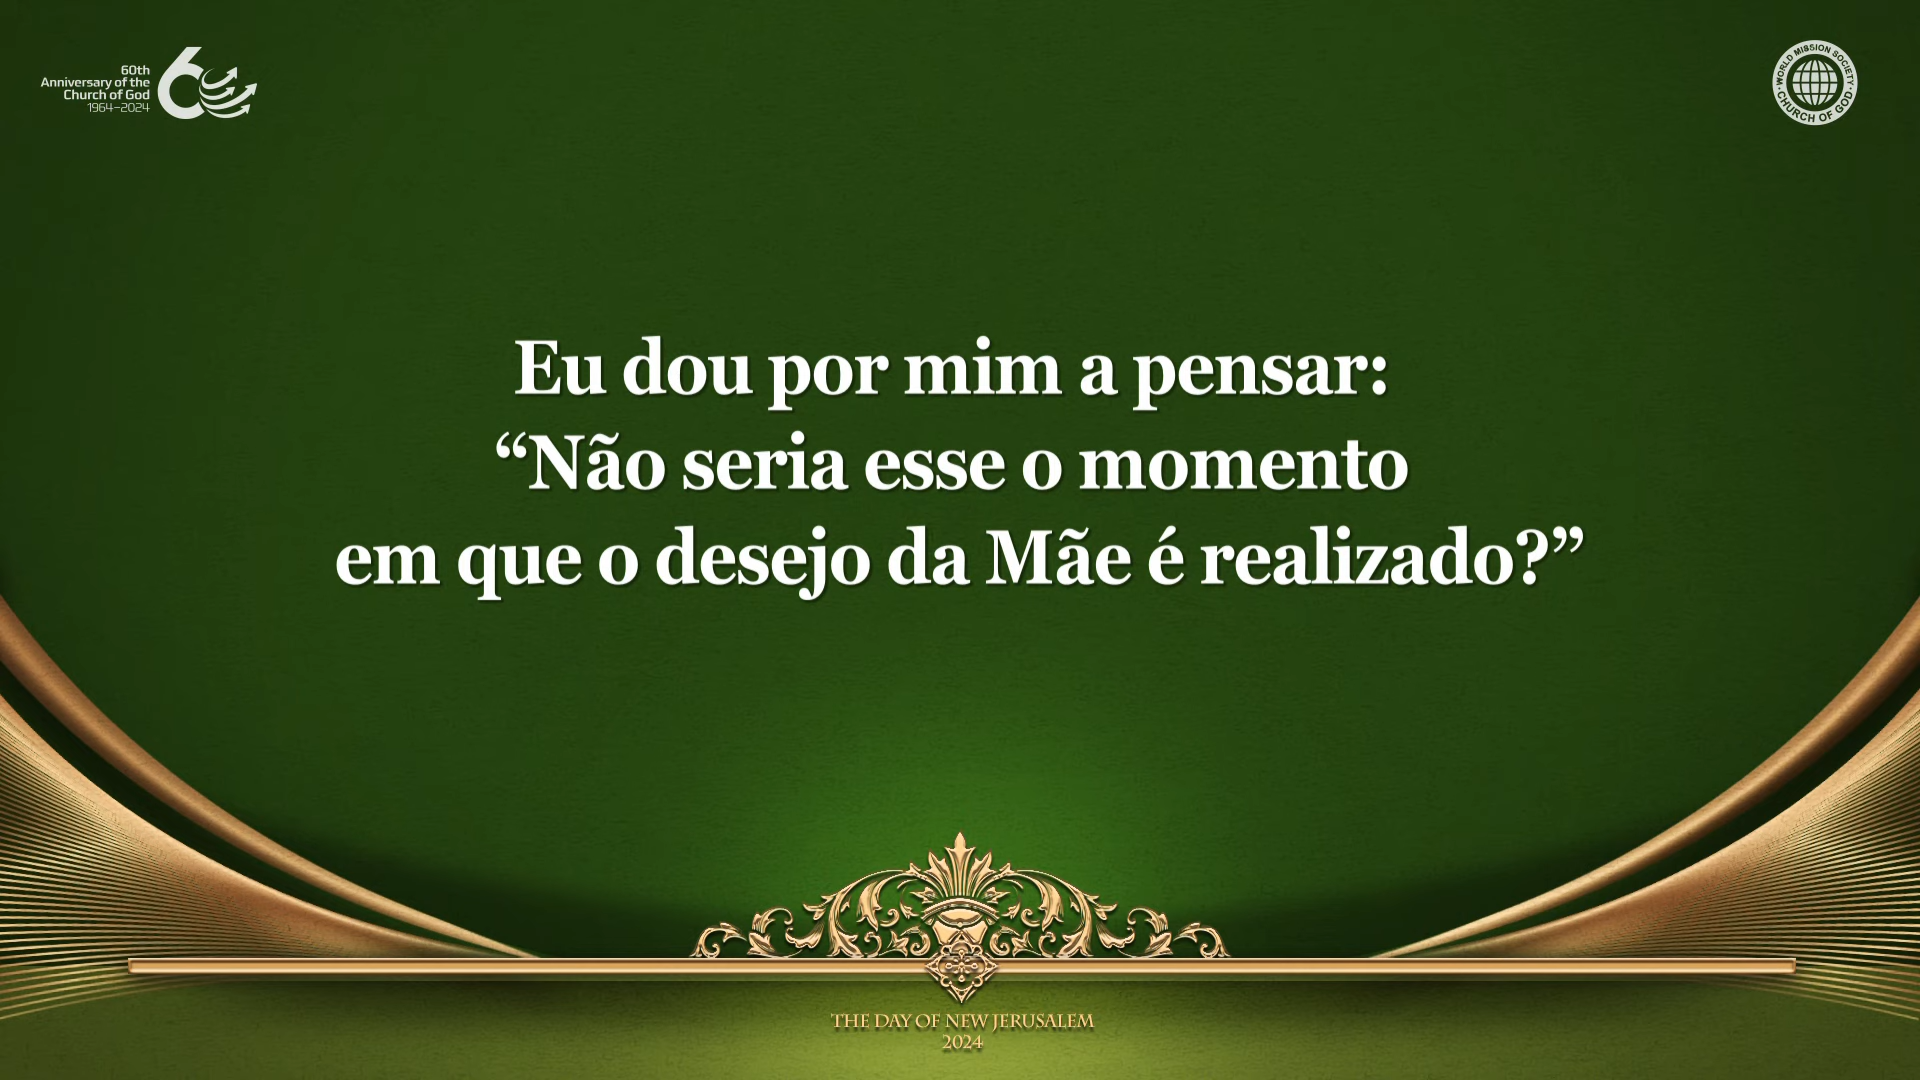 60th
Anniversary of the
Church of God
1964–2024
60
WORLD MISSION SOCIETY
CHURCH OF GOD
Eu dou por mim a pensar:
“Não seria esse o momento
em que o desejo da Mãe é realizado?”
THE DAY OF NEW JERUSALEM
2024